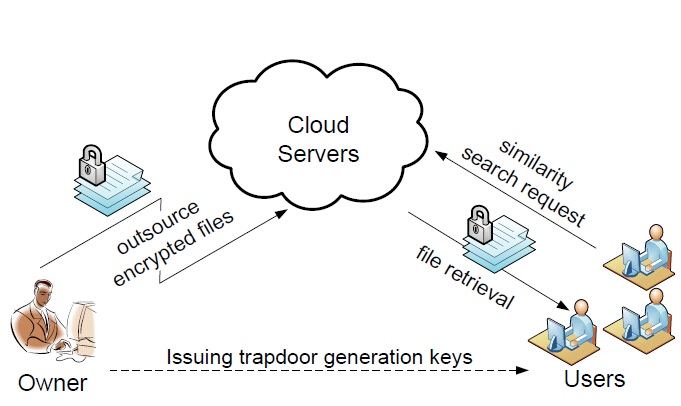 Cloud
Servers
similarity
search request
outsource
encrypted files
file retrieval
Issuing trapdoor generation keys
Owner
Users